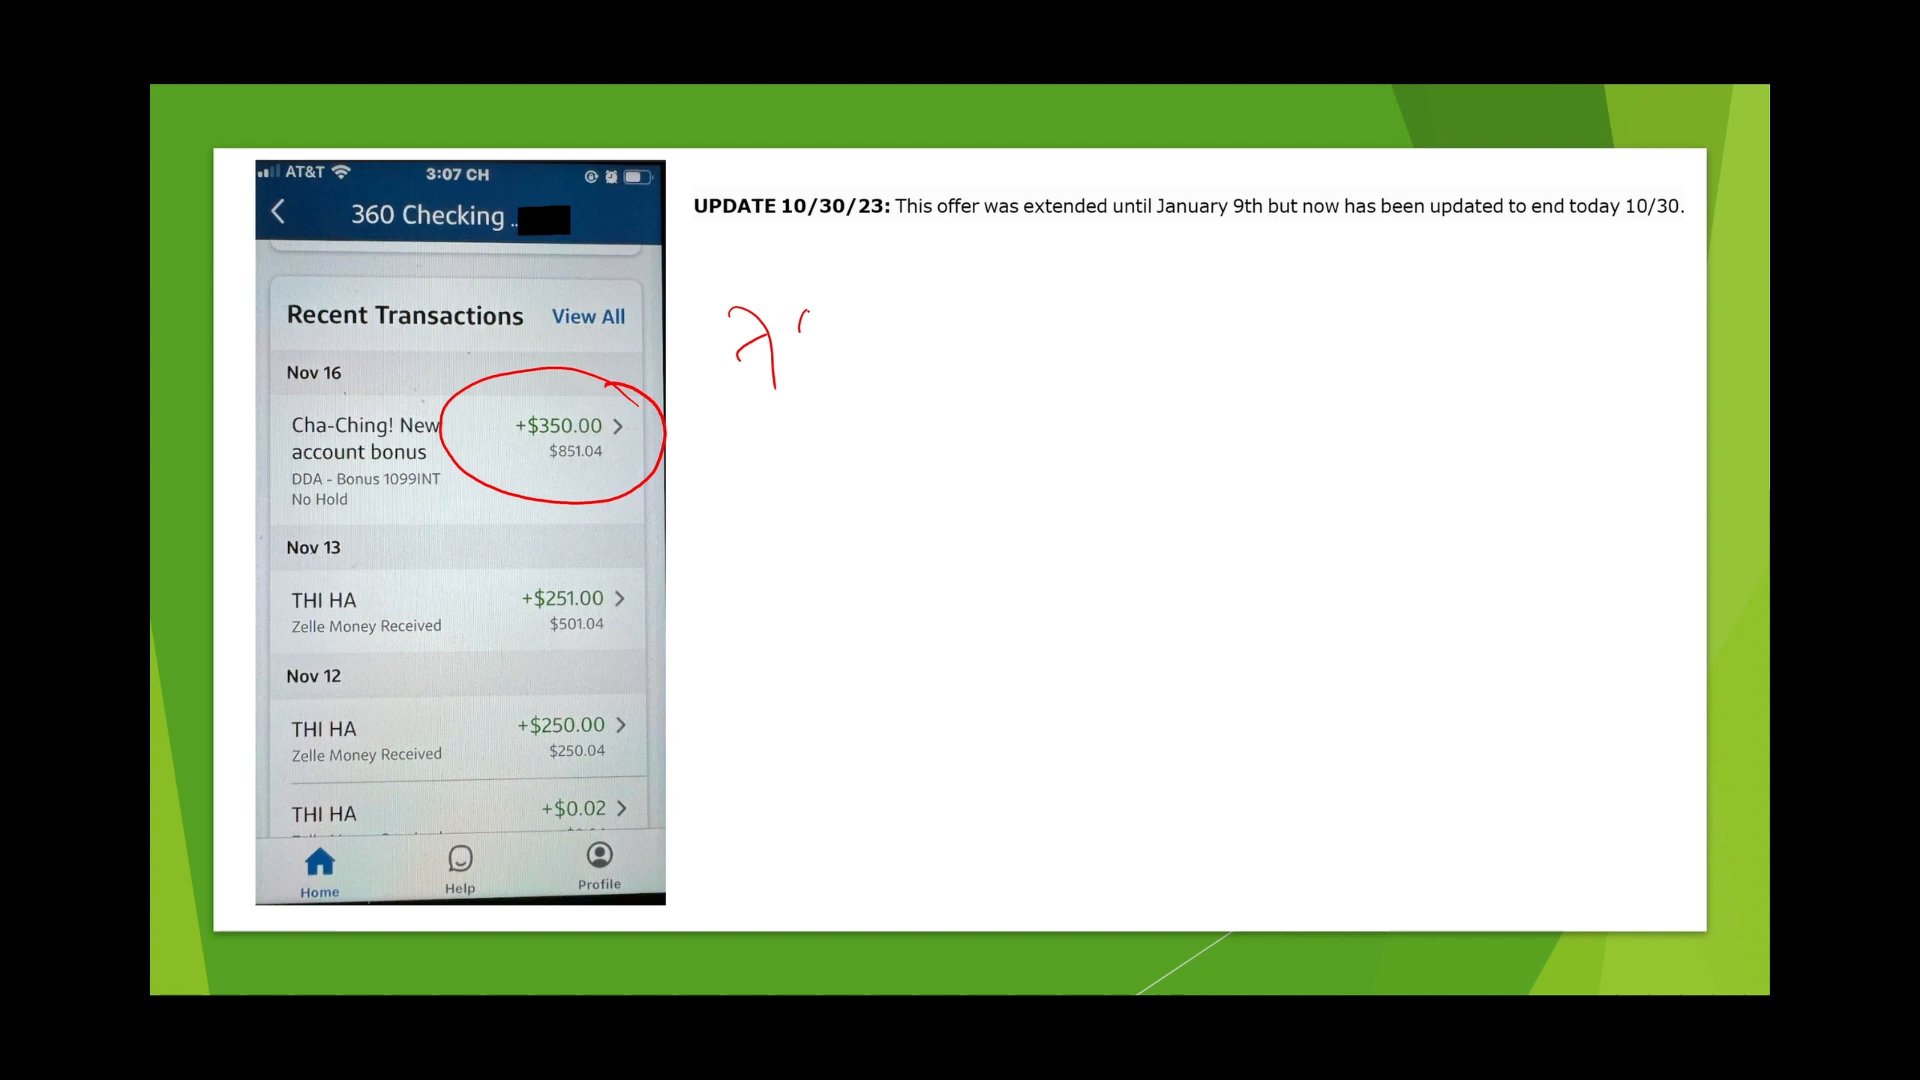 AT&T 3:07 CH
360 Checking ..
UPDATE 10/30/23: This offer was extended until January 9th but now has been updated to end today 10/30.
Recent Transactions View All
Nov 16
Cha-Ching! New +$350.00
account bonus $851.04
DDA - Bonus 1099INT
No Hold
Nov 13
THI HA +$251.00
Zelle Money Received $501.04
Nov 12
THI HA +$250.00
Zelle Money Received $250.04
THI HA +$0.02
Home Help Profile